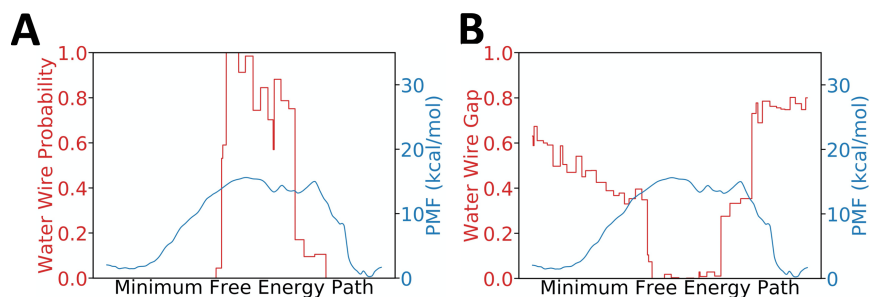 A
Water Wire Probability
1.0
0.8
0.6
0.4
0.2
0.0
30
20
10
0
PMF (kcal/mol)
Minimum Free Energy Path
B
Water Wire Gap
1.0
0.8
0.6
0.4
0.2
0.0
30
20
10
0
PMF (kcal/mol)
Minimum Free Energy Path